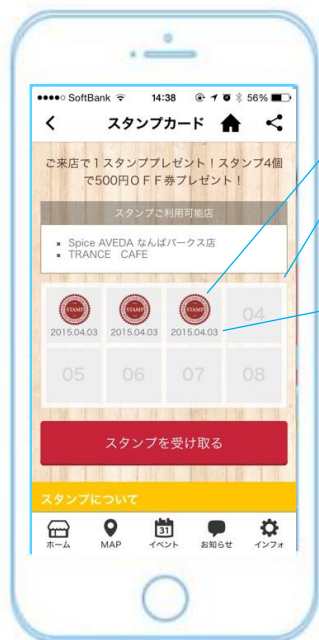 ●●●●○ SoftBank 14:38 56%
スタンプカード
ご来店で1スタンププレゼント！スタンプ4個
で500円ＯＦＦ券プレゼント！
スタンプご利用可能店
▪ Spice AVEDA なんばパークス店
▪ TRANCE　CAFE
STAMP STAMP STAMP 04
2015.04.03 2015.04.03 2015.04.03
05 06 07 08
スタンプを受け取る
スタンプについて
31
ホーム MAP イベント お知らせ インフォ